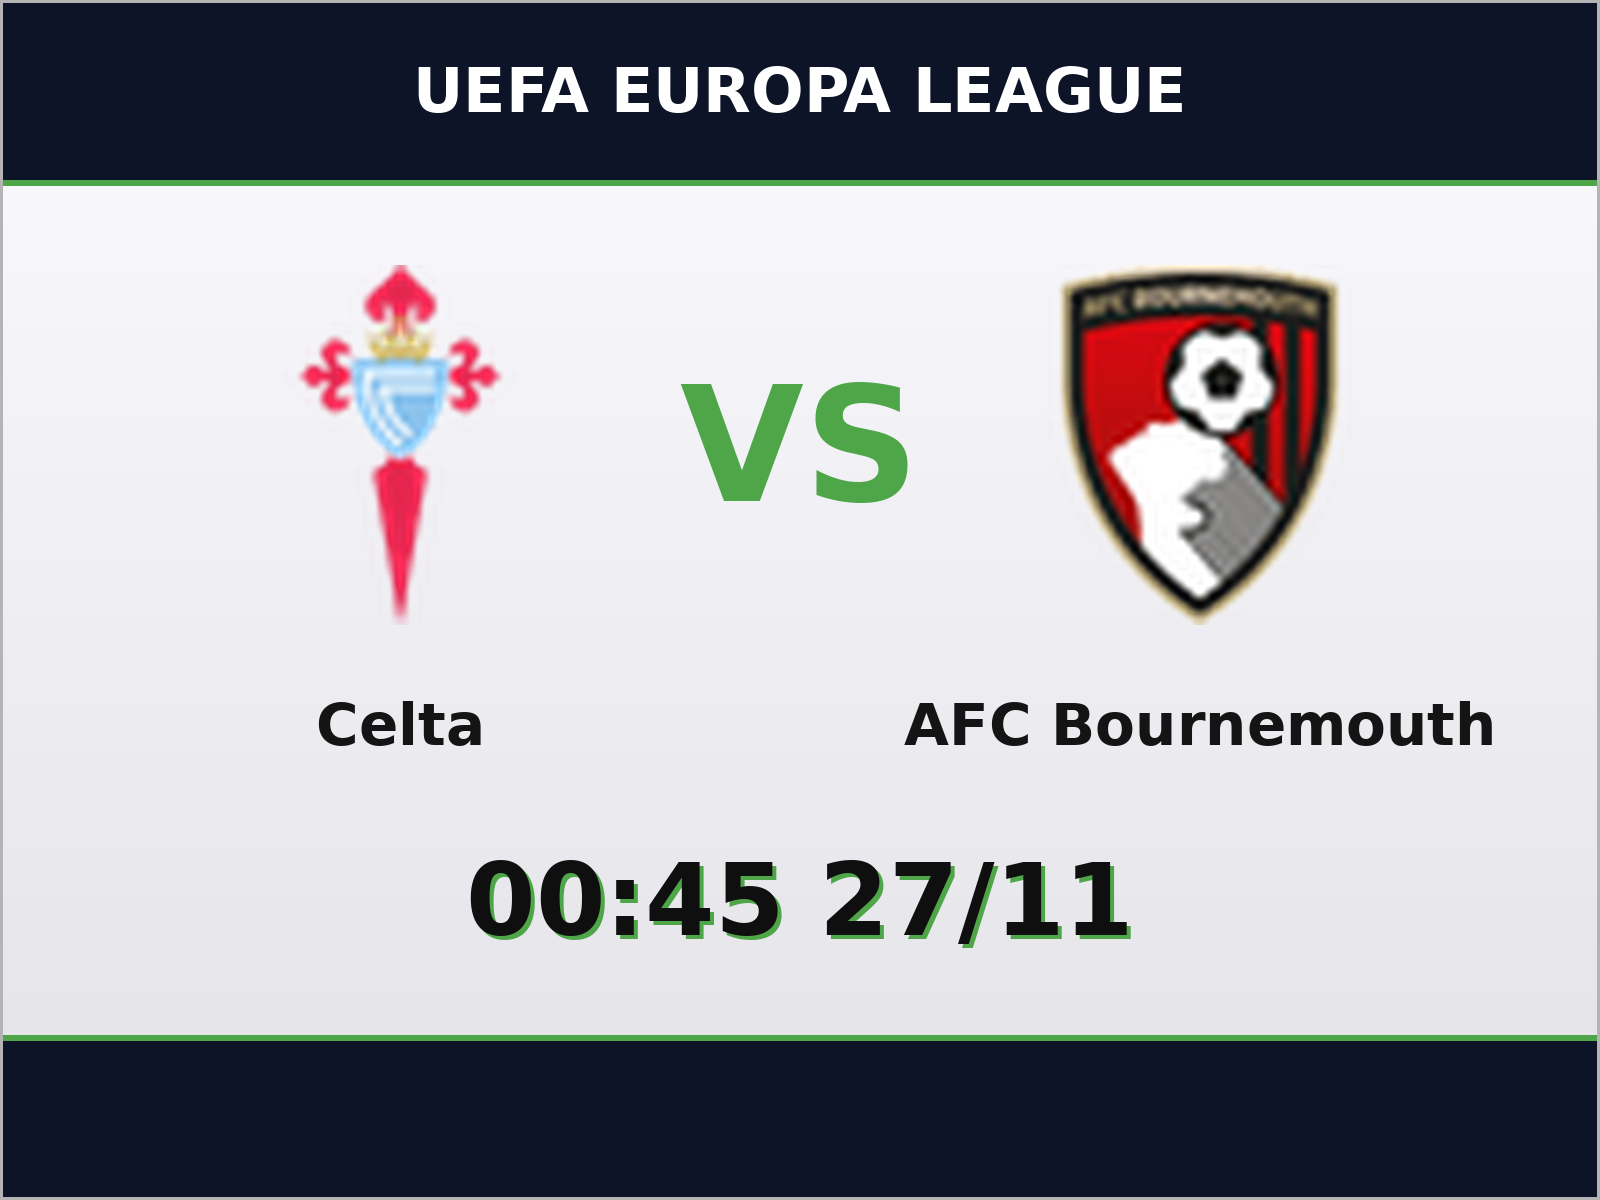 UEFA EUROPA LEAGUE
AFC BOURNEMOUTH
VS
Celta
AFC Bournemouth
00:45 27/11